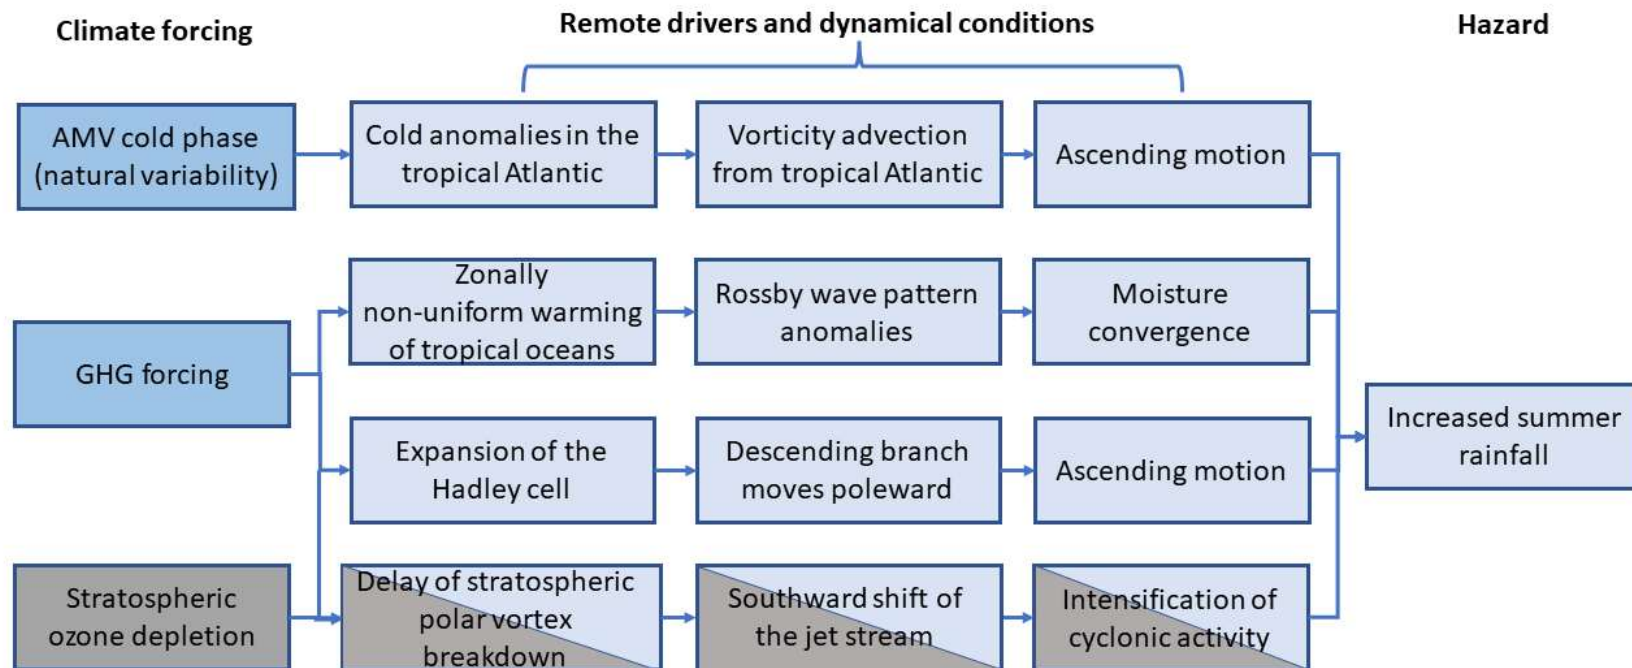 Climate forcing
Remote drivers and dynamical conditions
Hazard
AMV cold phase
(natural variability)
Cold anomalies in the
tropical Atlantic
Vorticity advection
from tropical Atlantic
Ascending motion
Zonally
non-uniform warming
of tropical oceans
Rossby wave pattern
anomalies
Moisture
convergence
GHG forcing
Expansion of the
Hadley cell
Descending branch
moves poleward
Ascending motion
Increased summer
rainfall
Stratospheric
ozone depletion
Delay of stratospheric
polar vortex
breakdown
Southward shift of
the jet stream
Intensification of
cyclonic activity